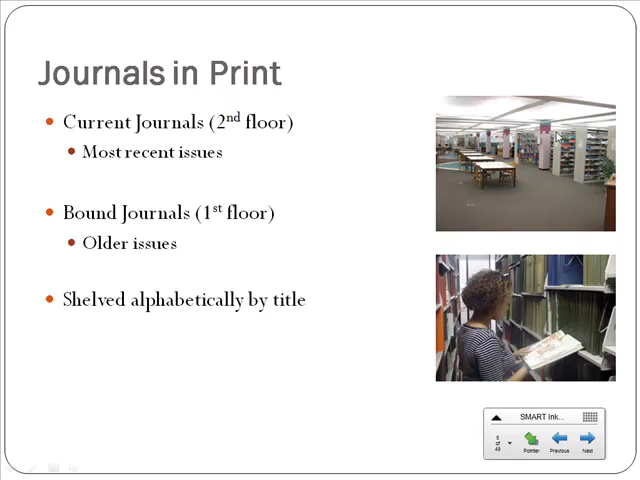 Journals in Print
Current Journals (2nd floor)
Most recent issues
Bound Journals (1st floor)
Older issues
Shelved alphabetically by title
SMART Ink...
5
of
49
Pointer
Previous
Next